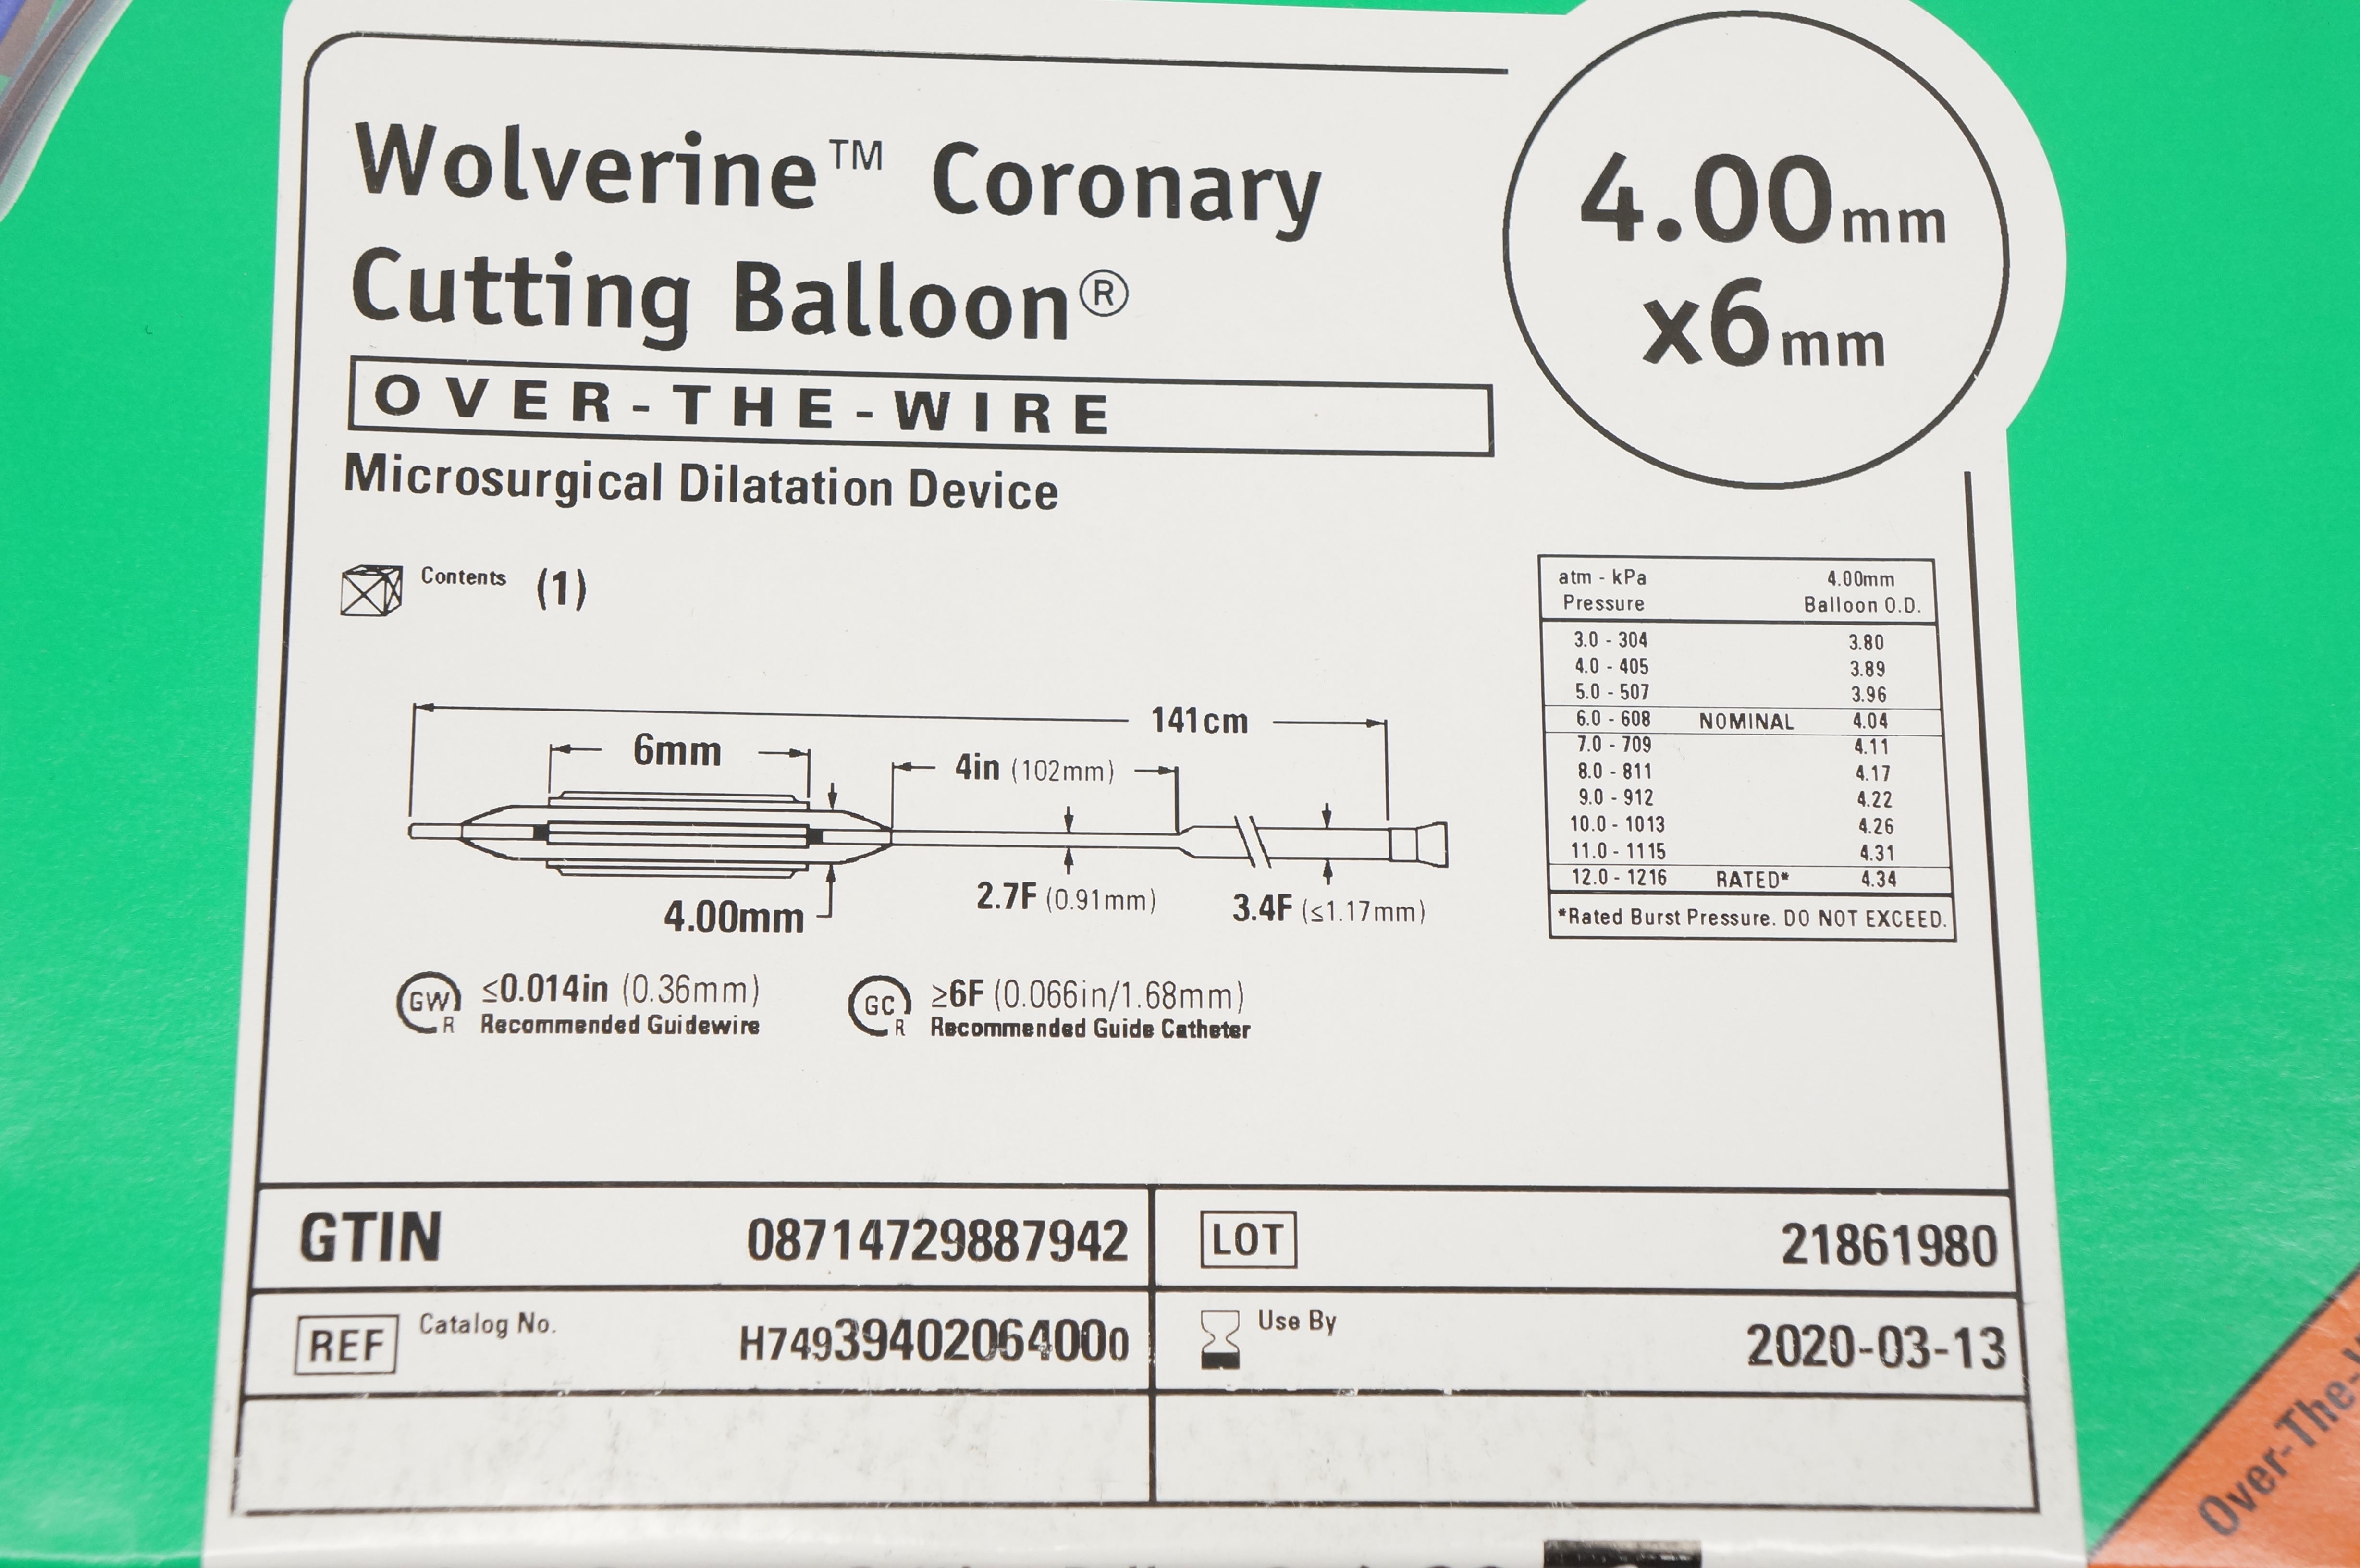 Wolverine™ Coronary
Cutting Balloon®
4.00mm
x6mm
OVER-THE-WIRE
Microsurgical Dilatation Device
Contents (1)
atm - kPa 4.00mm
Pressure Balloon O.D.
3.0 - 304 3.80
4.0 - 405 3.89
5.0 - 507 3.96
6.0 - 608 NOMINAL 4.04
7.0 - 709 4.11
8.0 - 811 4.17
9.0 - 912 4.22
10.0 - 1013 4.26
11.0 - 1115 4.31
12.0 - 1216 RATED* 4.34
*Rated Burst Pressure. DO NOT EXCEED.
141cm
6mm
4in (102mm)
2.7F (0.91mm)
3.4F (≤1.17mm)
4.00mm
GW R ≤0.014in (0.36mm)
Recommended Guidewire
GC R ≥6F (0.066in/1.68mm)
Recommended Guide Catheter
GTIN 08714729887942
LOT 21861980
REF Catalog No. H74939402064000
Use By 2020-03-13
Over-The-